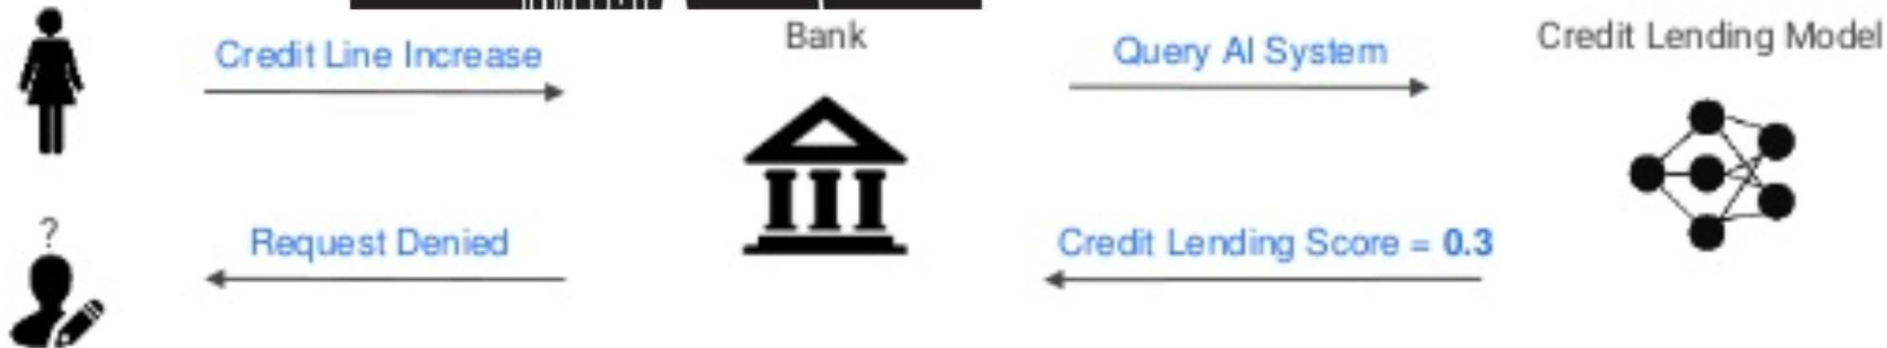 Credit Line Increase
Bank
Query AI System
Credit Lending Model
?
Request Denied
Credit Lending Score = 0.3